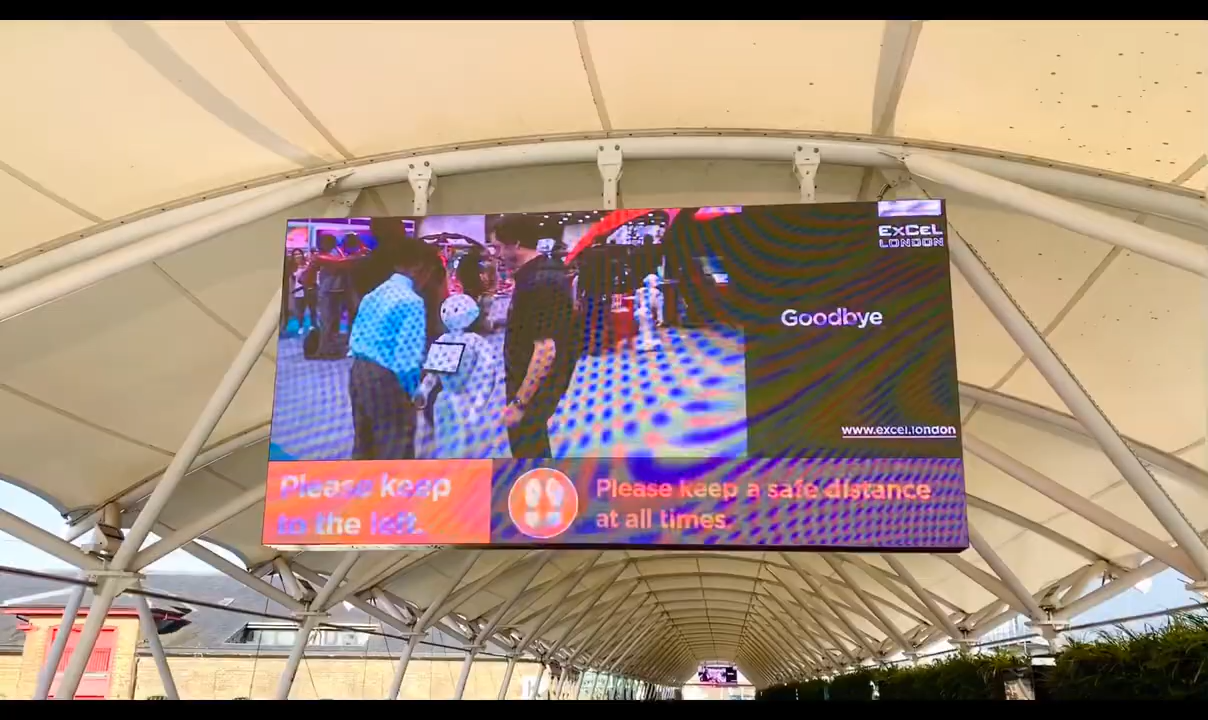 ExCeL
LONDON
Goodbye
www.excel.london
Please keep
to the left.
Please keep a safe distance
at all times.